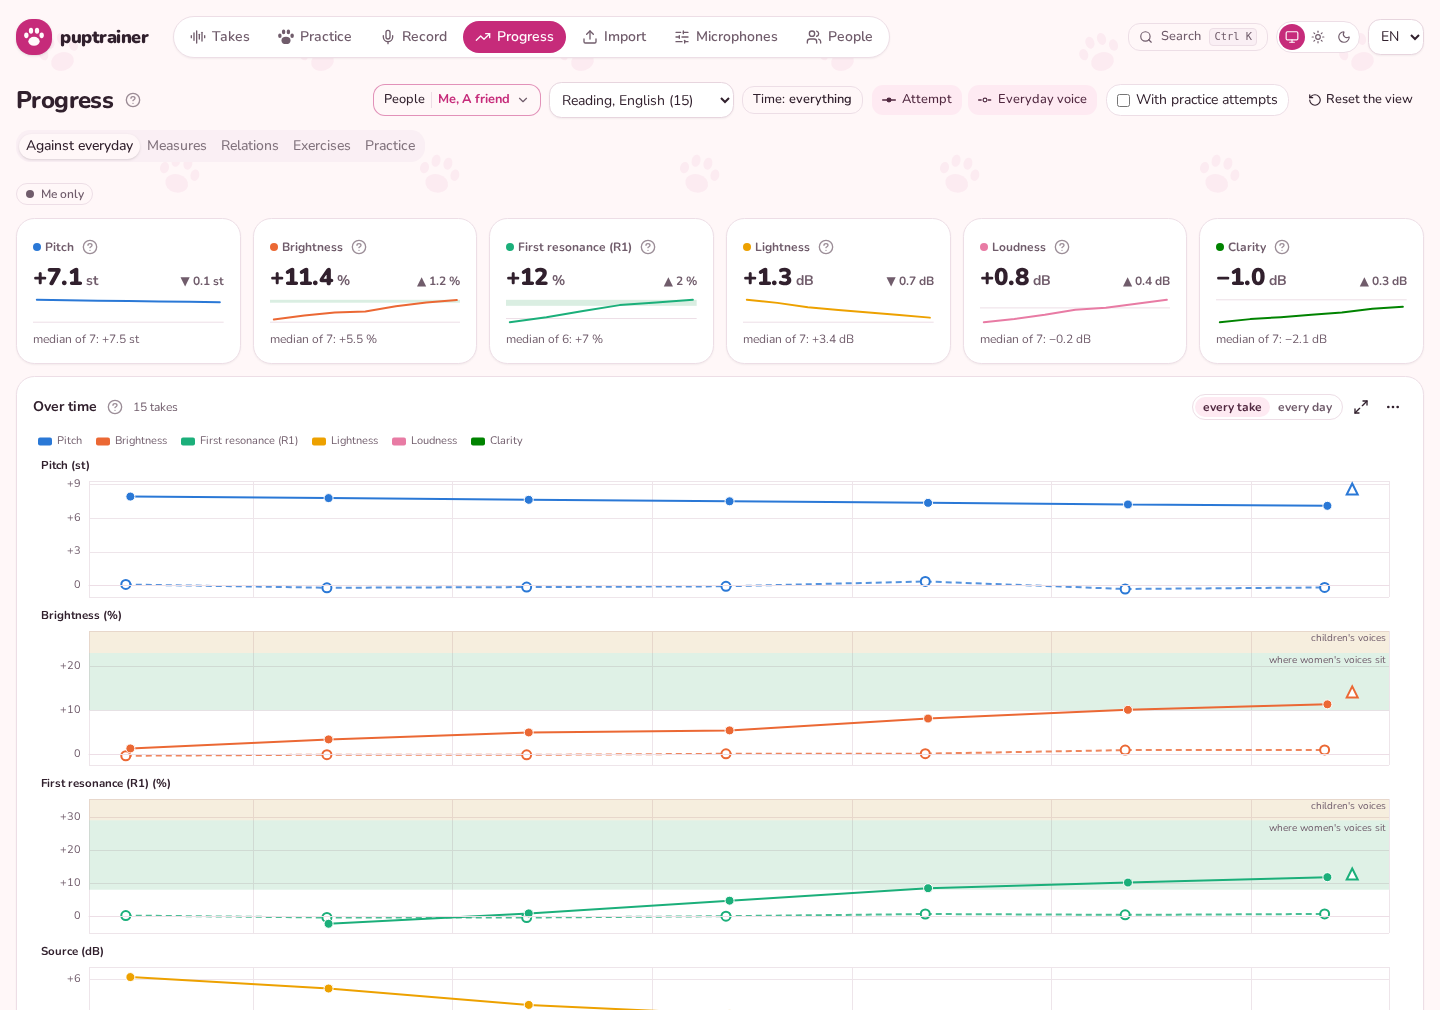 puptrainer
Takes
Practice
Record
Progress
Import
Microphones
People
Search Ctrl K
EN
Progress
People Me, A friend
Reading, English (15)
Time: everything
Attempt
Everyday voice
With practice attempts
Reset the view
Against everyday
Measures
Relations
Exercises
Practice
Me only
Pitch
+7.1 st
▼ 0.1 st
median of 7: +7.5 st
Brightness
+11.4 %
▲ 1.2 %
median of 7: +5.5 %
First resonance (R1)
+12 %
▲ 2 %
median of 6: +7 %
Lightness
+1.3 dB
▼ 0.7 dB
median of 7: +3.4 dB
Loudness
+0.8 dB
▲ 0.4 dB
median of 7: −0.2 dB
Clarity
−1.0 dB
▲ 0.3 dB
median of 7: −2.1 dB
Over time
15 takes
every take
every day
Pitch
Brightness
First resonance (R1)
Lightness
Loudness
Clarity
Pitch (st)
+9
+6
+3
0
Brightness (%)
children's voices
where women's voices sit
+20
+10
0
First resonance (R1) (%)
children's voices
+30
where women's voices sit
+20
+10
0
Source (dB)
+6